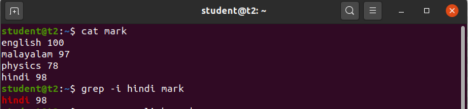 student@t2: ~
student@t2:~$ cat mark
english 100
malayalam 97
physics 78
hindi 98
student@t2:~$ grep -i hindi mark
hindi 98